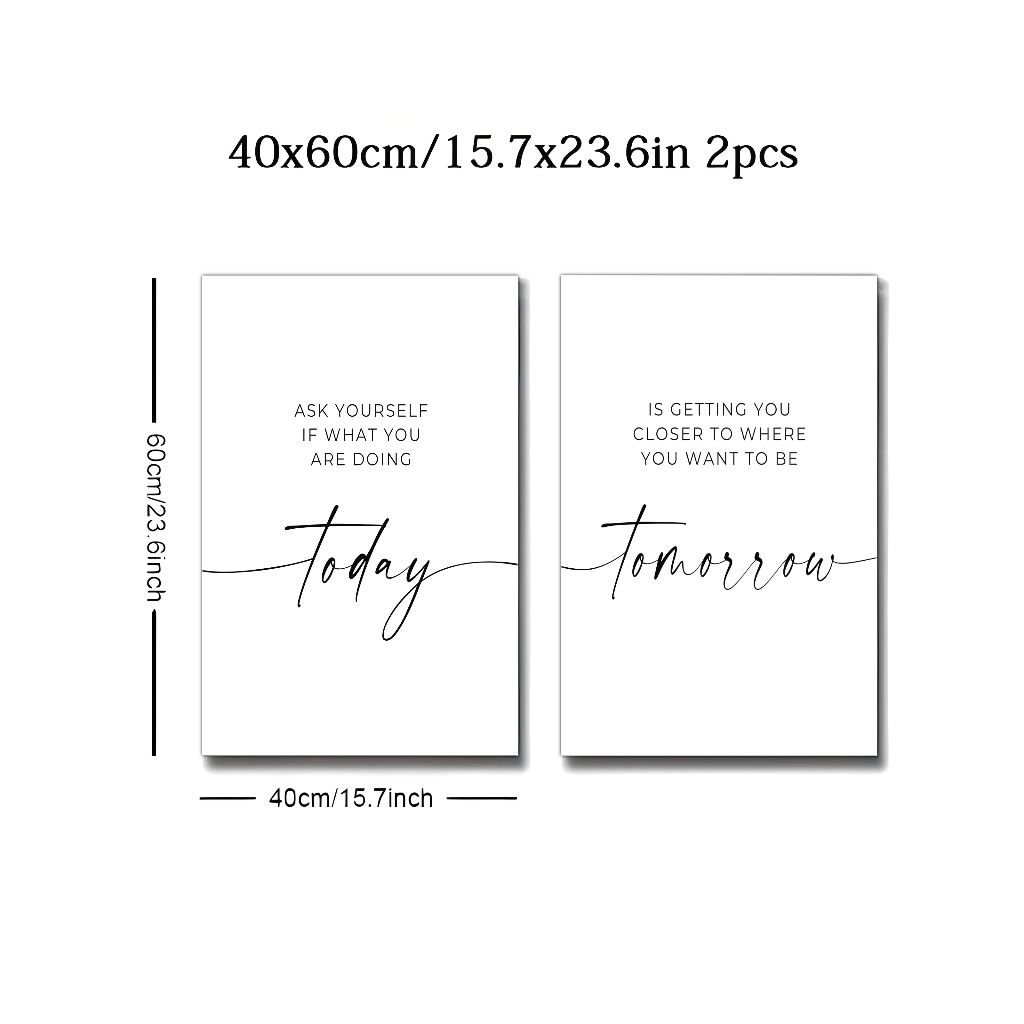 40x60cm/15.7x23.6in 2pcs
60cm/23.6inch
ASK YOURSELF
IF WHAT YOU
ARE DOING
today
IS GETTING YOU
CLOSER TO WHERE
YOU WANT TO BE
tomorrow
40cm/15.7inch